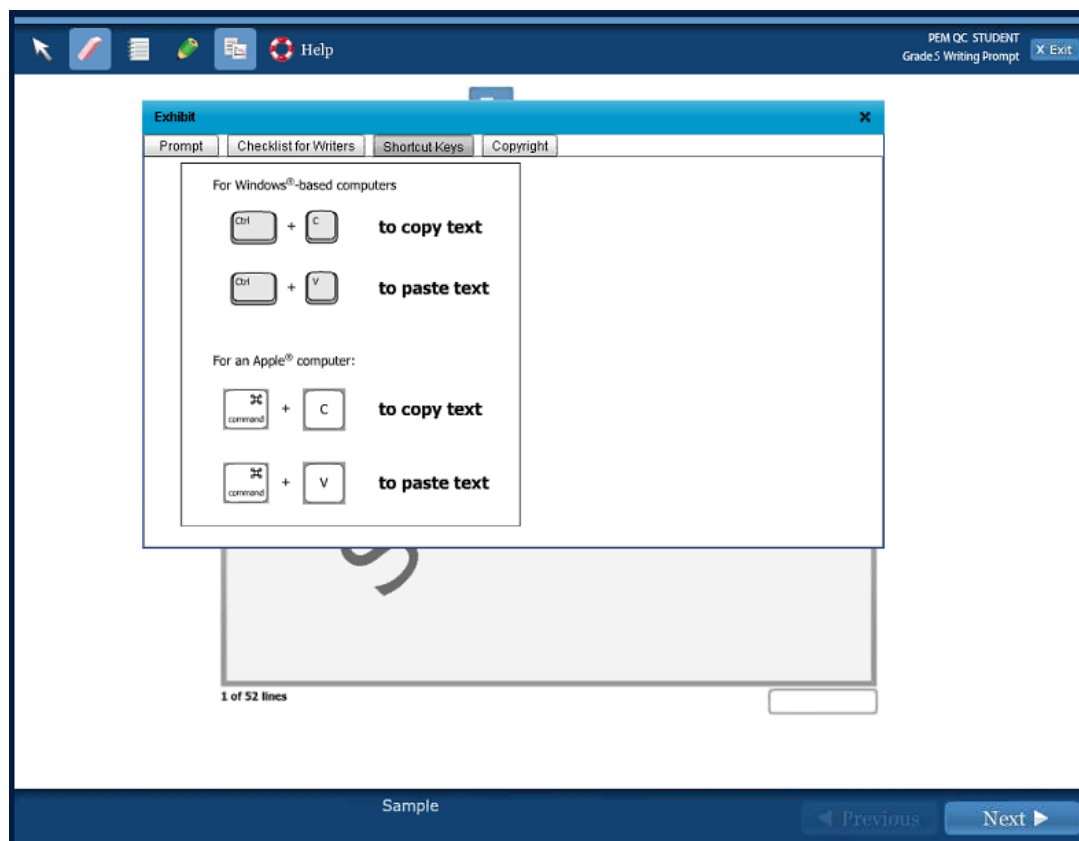 Help
PEM QC STUDENT
Grade5 Writing Prompt
X Exit
Exhibit
Prompt
Checklist for Writers
Shortcut Keys
Copyright
For Windows®-based computers
Ctrl + C to copy text
Ctrl + V to paste text
For an Apple® computer:
⌘ command + C to copy text
⌘ command + V to paste text
S
1 of 52 lines
Sample
Previous
Next